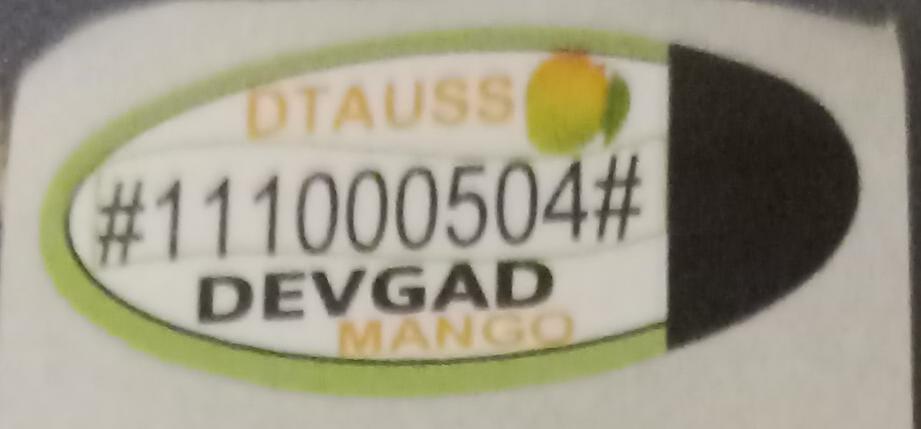 DTAUSS
#111000504#
DEVGAD
MANGO